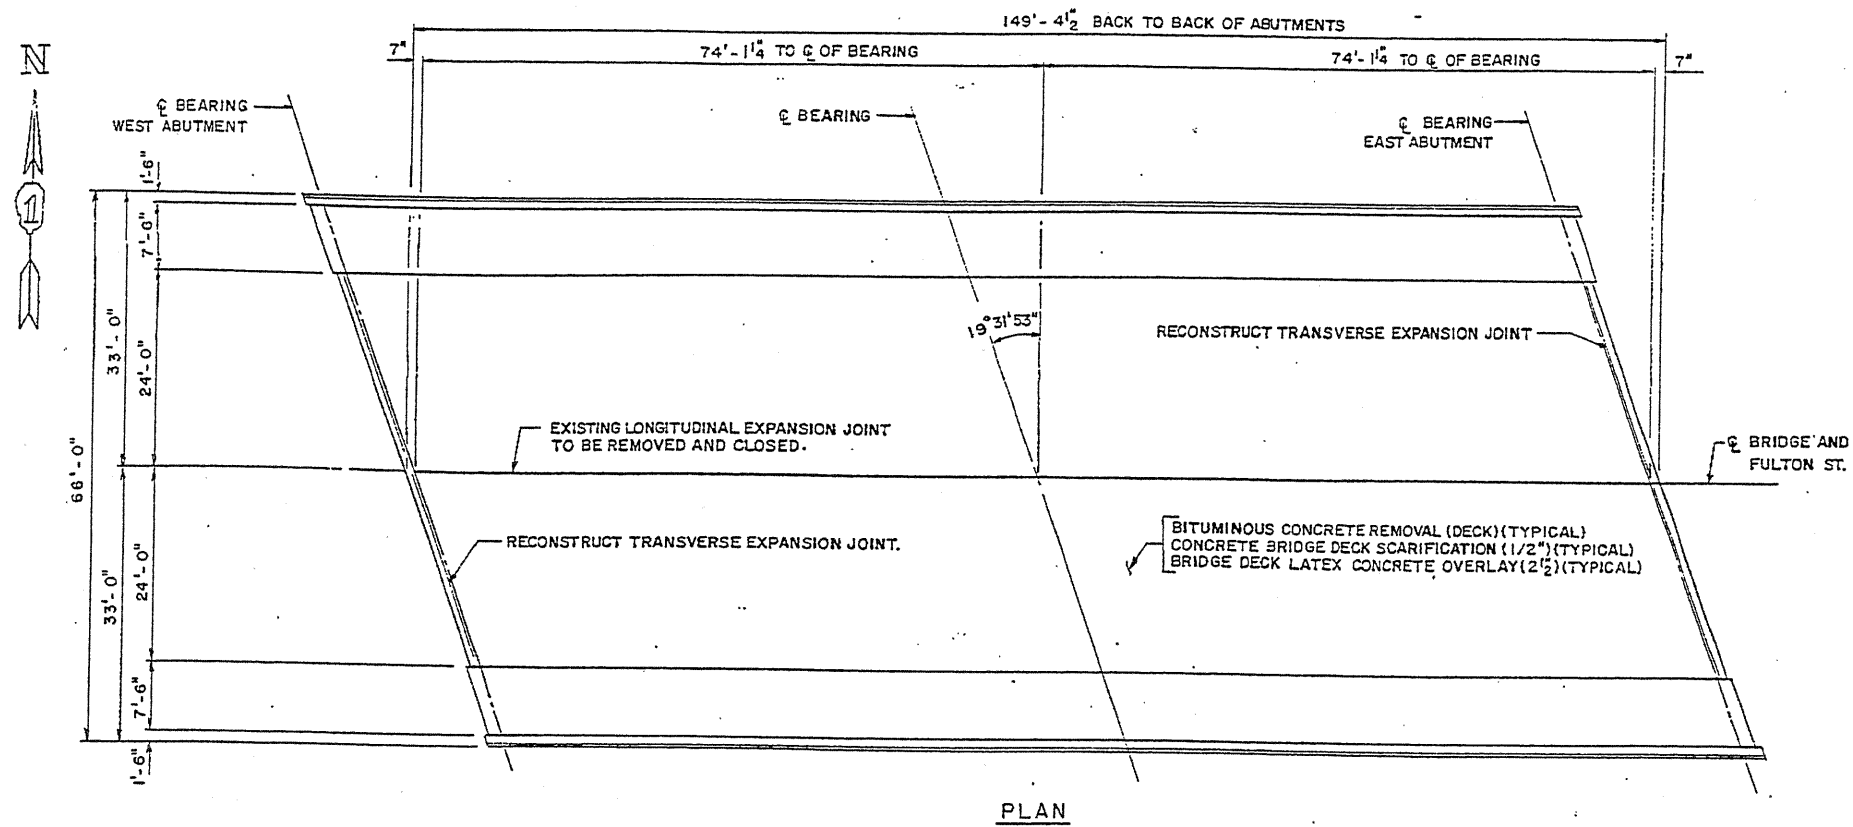 149'-4½" BACK TO BACK OF ABUTMENTS
7"
74'-1¼" TO ℄ OF BEARING
74'-1¼" TO ℄ OF BEARING
7"
N
1
℄ BEARING
WEST ABUTMENT
℄ BEARING
℄ BEARING
EAST ABUTMENT
1'-6"
7'-0"
33'-0"
24'-0"
66'-0"
19°31'53"
RECONSTRUCT TRANSVERSE EXPANSION JOINT
EXISTING LONGITUDINAL EXPANSION JOINT
TO BE REMOVED AND CLOSED.
℄ BRIDGE AND
FULTON ST.
RECONSTRUCT TRANSVERSE EXPANSION JOINT.
BITUMINOUS CONCRETE REMOVAL (DECK)(TYPICAL)
CONCRETE BRIDGE DECK SCARIFICATION (1/2")(TYPICAL)
BRIDGE DECK LATEX CONCRETE OVERLAY(2½")(TYPICAL)
33'-0"
24'-0"
7'-6"
1'-6"
PLAN